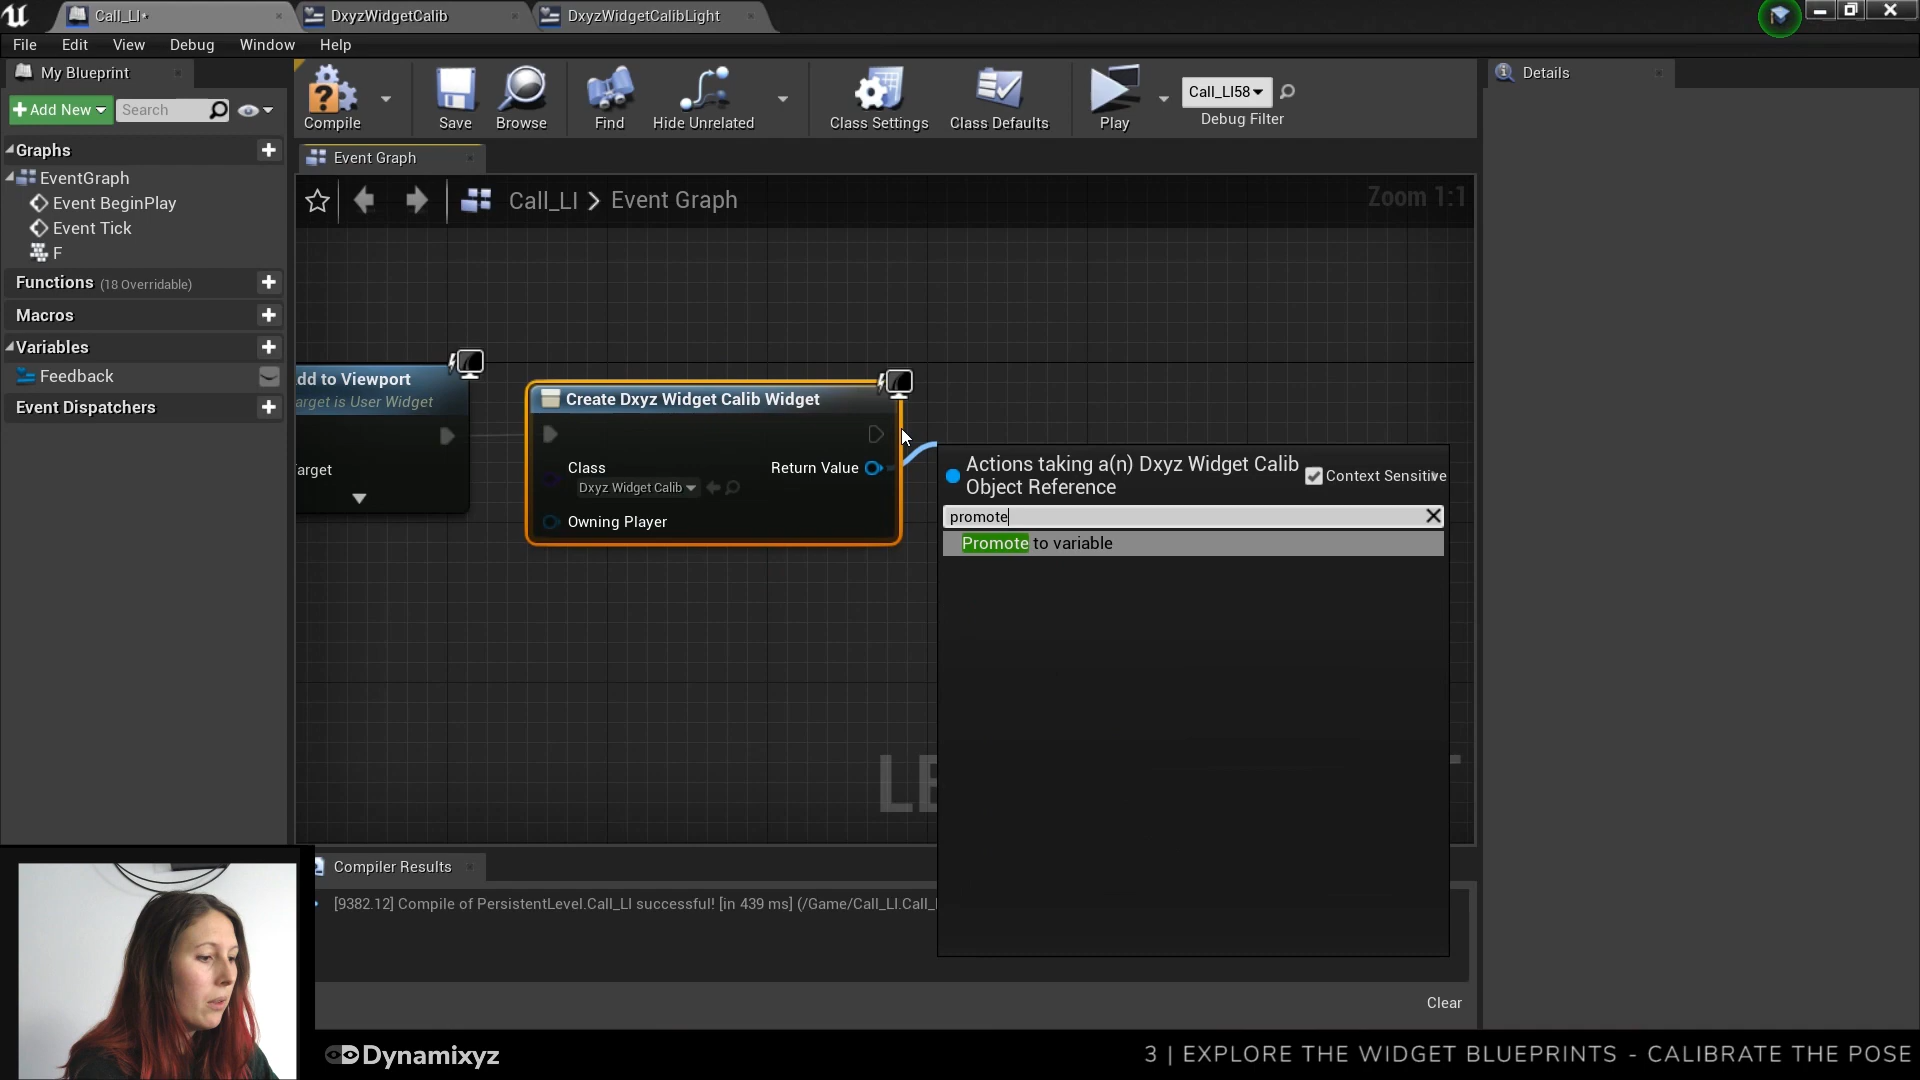 Call_LI*
DxyzWidgetCalib
DxyzWidgetCalibLight
File
Edit
View
Debug
Window
Help
My Blueprint
Add New
Search
Graphs
EventGraph
Event BeginPlay
Event Tick
F
Functions (18 Overridable)
Macros
Variables
Feedback
Event Dispatchers
Compile
Save
Browse
Find
Hide Unrelated
Class Settings
Class Defaults
Play
Call_LI58
Debug Filter
Details
Event Graph
Call_LI > Event Graph
Zoom 1:1
dd to Viewport
arget is User Widget
arget
Create Dxyz Widget Calib Widget
Class
Dxyz Widget Calib
Return Value
Owning Player
Actions taking a(n) Dxyz Widget Calib
Object Reference
Context Sensitive
promote
Promote to variable
LE
Compiler Results
[9382.12] Compile of PersistentLevel.Call_LI successful! [in 439 ms] (/Game/Call_LI.Call_
Clear
Dynamixyz
3 | EXPLORE THE WIDGET BLUEPRINTS - CALIBRATE THE POSE